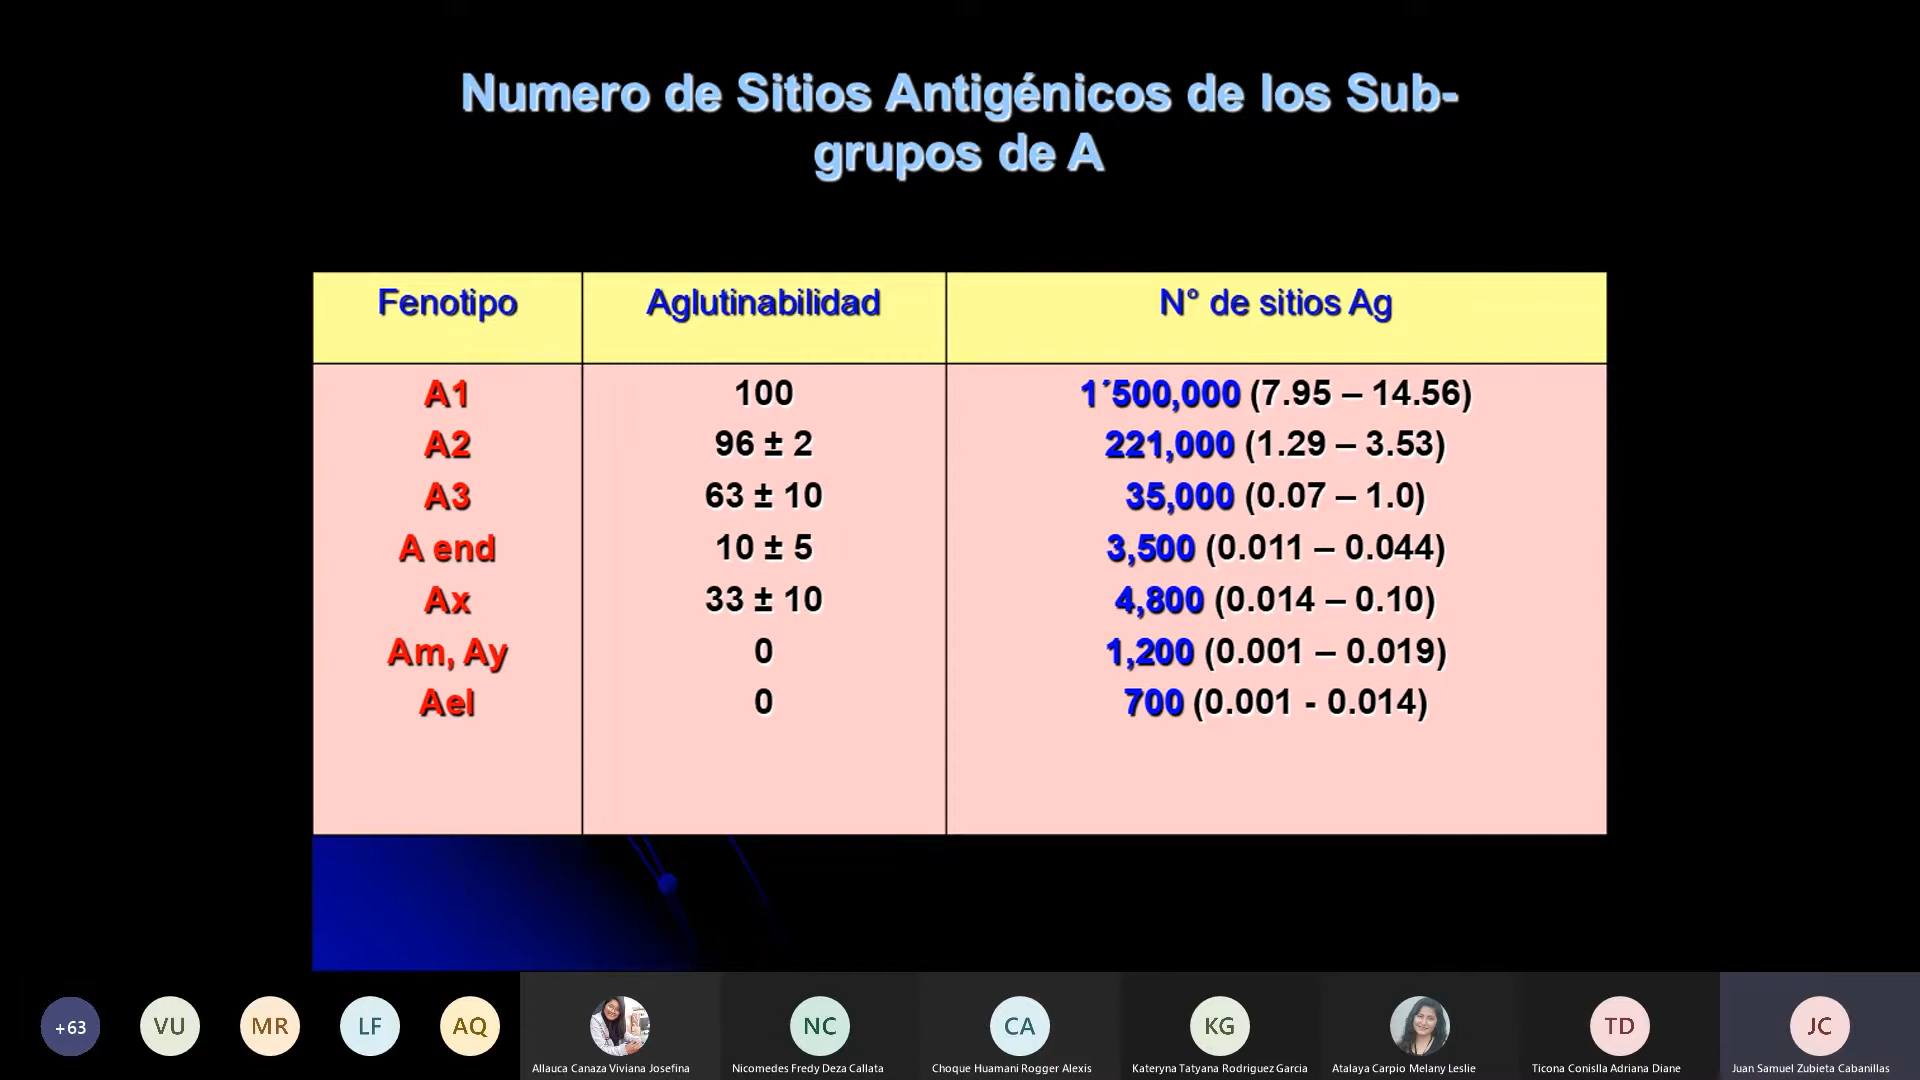 Numero de Sitios Antigénicos de los Sub-
grupos de A
Fenotipo Aglutinabilidad N° de sitios Ag
A1 100 1´500,000 (7.95 – 14.56)
A2 96 ± 2 221,000 (1.29 – 3.53)
A3 63 ± 10 35,000 (0.07 – 1.0)
A end 10 ± 5 3,500 (0.011 – 0.044)
Ax 33 ± 10 4,800 (0.014 – 0.10)
Am, Ay 0 1,200 (0.001 – 0.019)
Ael 0 700 (0.001 - 0.014)
+63 VU MR LF AQ NC CA KG TD JC
Allauca Canaza Viviana Josefina Nicomedes Fredy Deza Callata Choque Huamani Rogger Alexis Kateryna Tatyana Rodriguez Garcia Atalaya Carpio Melany Leslie Ticona Conislla Adriana Diane Juan Samuel Zubieta Cabanillas